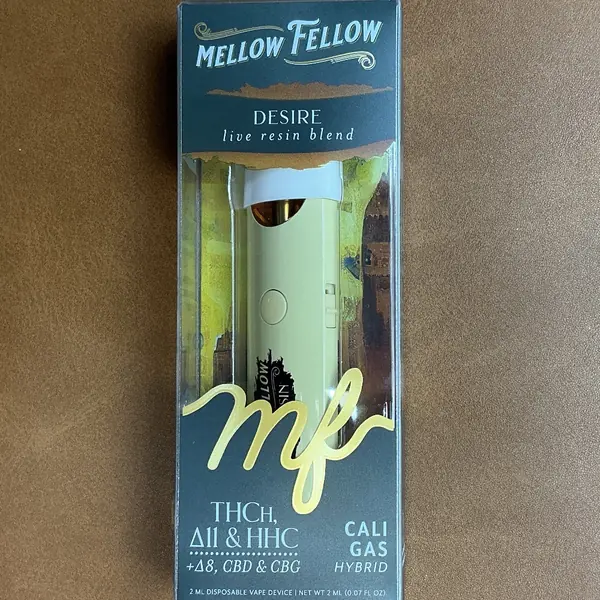 MELLOW FELLOW
DESIRE
live resin blend
mf
THCH,
Δ11 & HHC
+Δ8, CBD & CBG
CALI
GAS
HYBRID
2 ML DISPOSABLE VAPE DEVICE | NET WT 2 ML (0.07 FL OZ)